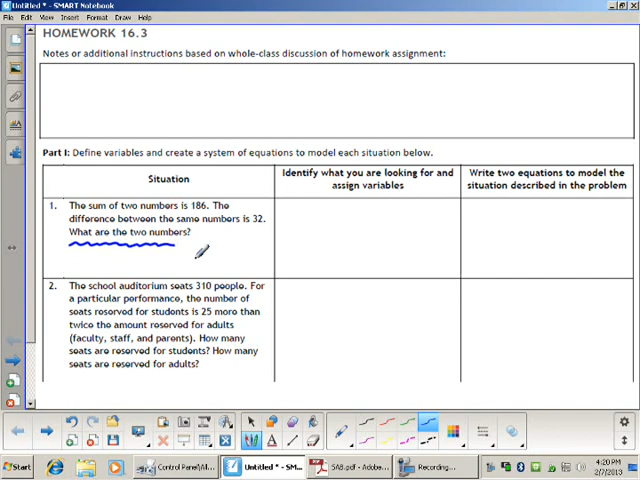 Untitled * - SMART Notebook
File Edit View Insert Format Draw Help
HOMEWORK 16.3
Notes or additional instructions based on whole-class discussion of homework assignment:
Part I: Define variables and create a system of equations to model each situation below.
Situation
Identify what you are looking for and
assign variables
Write two equations to model the
situation described in the problem
1. The sum of two numbers is 186. The
difference between the same numbers is 32.
What are the two numbers?
2. The school auditorium seats 310 people. For
a particular performance, the number of
seats reserved for students is 25 more than
twice the amount reserved for adults
(faculty, staff, and parents). How many
seats are reserved for students? How many
seats are reserved for adults?
Start
Control Panel\All...
Untitled * - SM...
SAB.pdf - Adobe...
Recording...
4:20 PM
2/7/2013